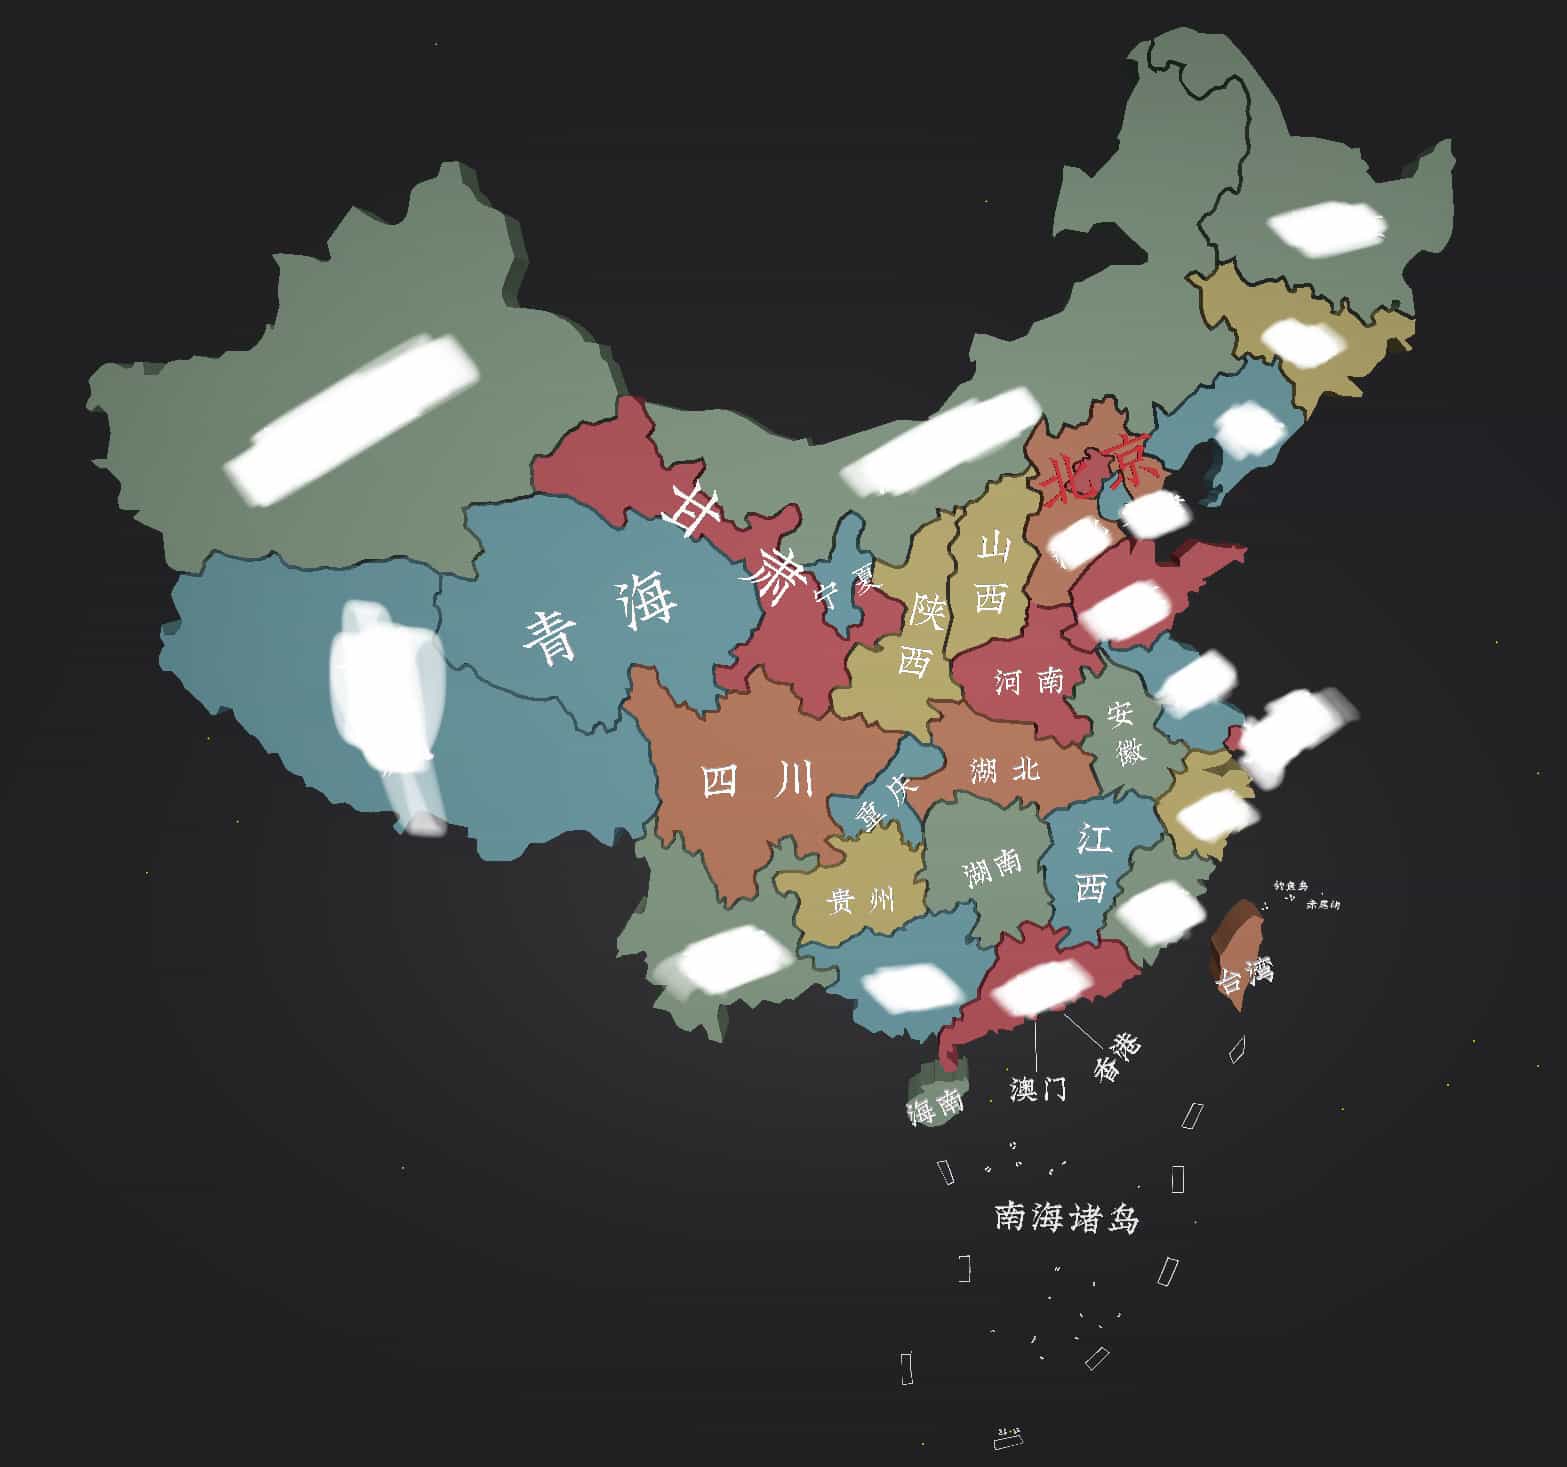 北京
山西
甘肃
宁夏
青海
陕西
河南
安徽
四川
湖北
重庆
江西
湖南
贵州
钓鱼岛
赤尾屿
台湾
香港
澳门
海南
南海诸岛